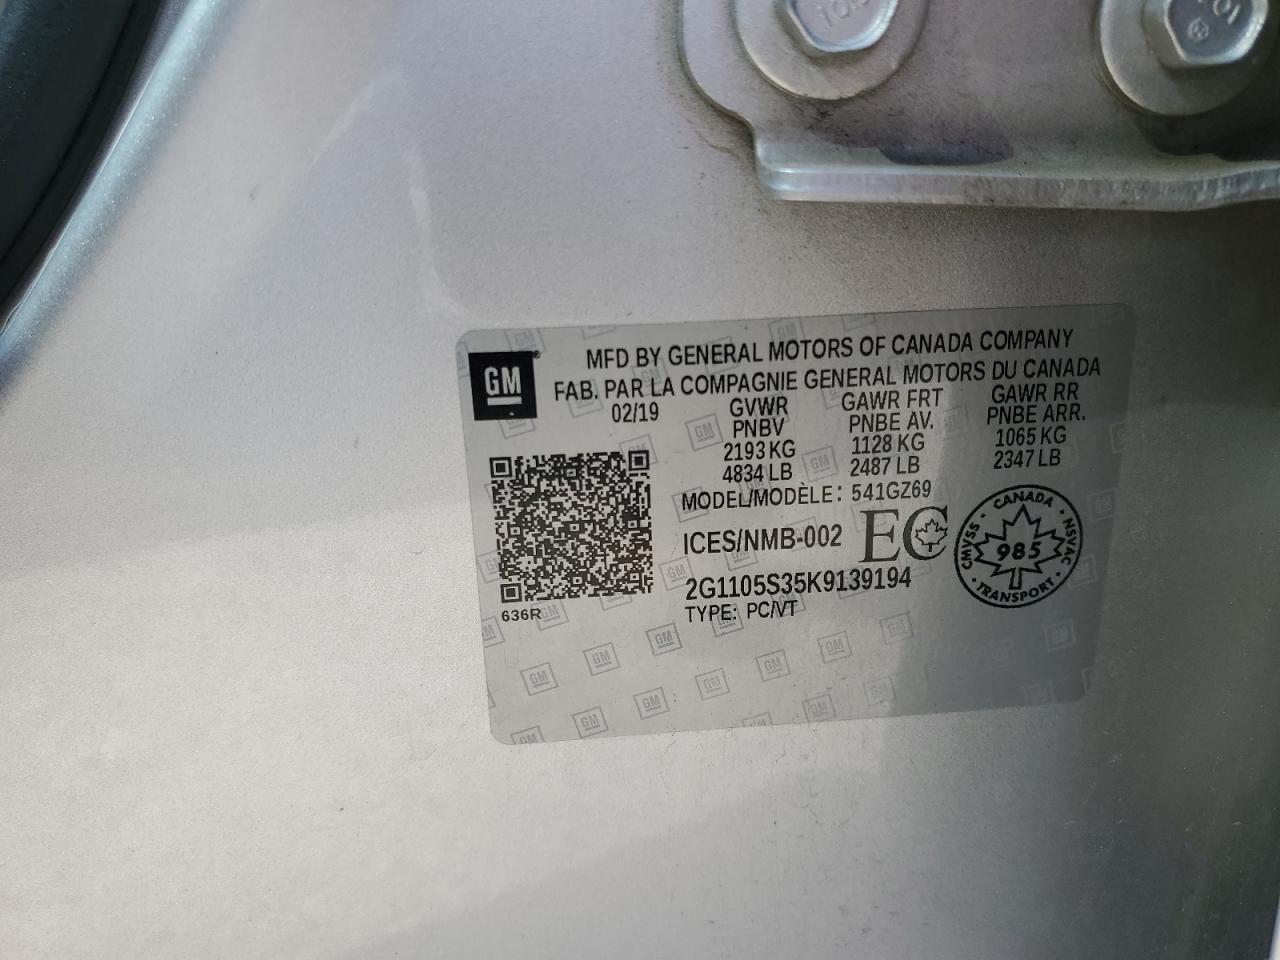 MFD BY GENERAL MOTORS OF CANADA COMPANY
FAB. PAR LA COMPAGNIE GENERAL MOTORS DU CANADA
GM
02/19 GVWR GAWR FRT GAWR RR
PNBV PNBE AV. PNBE ARR.
2193 KG 1128 KG 1065 KG
4834 LB 2487 LB 2347 LB
MODEL/MODÈLE: 541GZ69
ICES/NMB-002 EC
CANADA
CMVSS 985 NSVAC
TRANSPORT
2G1105S35K9139194
636R TYPE: PC/VT